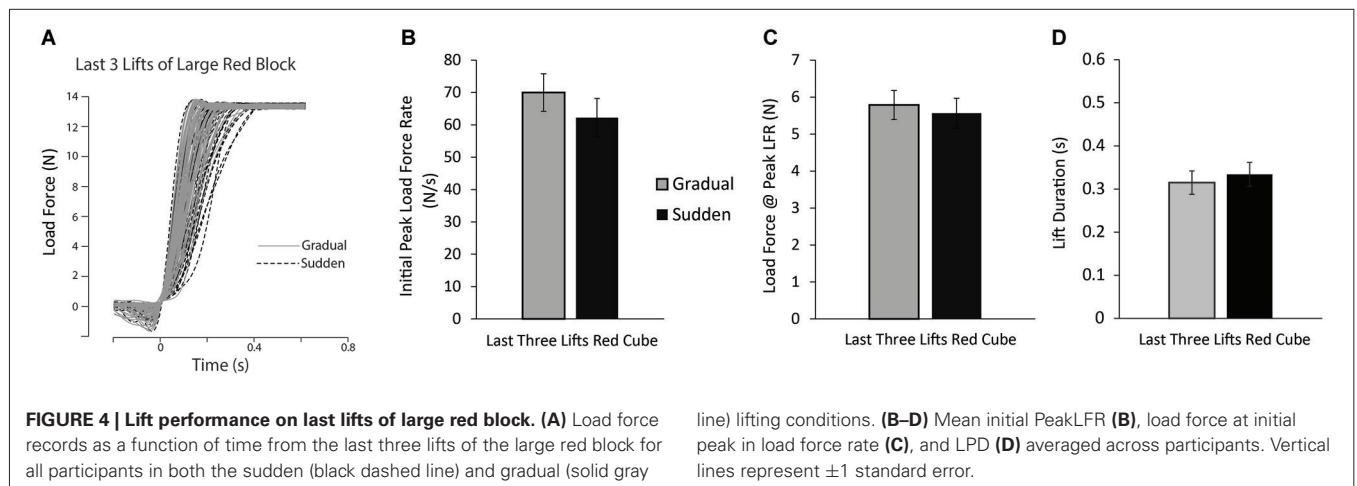 A
Last 3 Lifts of Large Red Block
14
12
10
8
6
4
2
0
Load Force (N)
Gradual
Sudden
0
0.4
0.8
Time (s)
B
80
70
60
50
40
30
20
10
0
Initial Peak Load Force Rate
(N/s)
Last Three Lifts Red Cube
Gradual
Sudden
C
7
6
5
4
3
2
1
0
Load Force @ Peak LFR (N)
Last Three Lifts Red Cube
D
0.6
0.5
0.4
0.3
0.2
0.1
0
Lift Duration (s)
Last Three Lifts Red Cube
FIGURE 4 | Lift performance on last lifts of large red block. (A) Load force
records as a function of time from the last three lifts of the large red block for
all participants in both the sudden (black dashed line) and gradual (solid gray
line) lifting conditions. (B–D) Mean initial PeakLFR (B), load force at initial
peak in load force rate (C), and LPD (D) averaged across participants. Vertical
lines represent ±1 standard error.